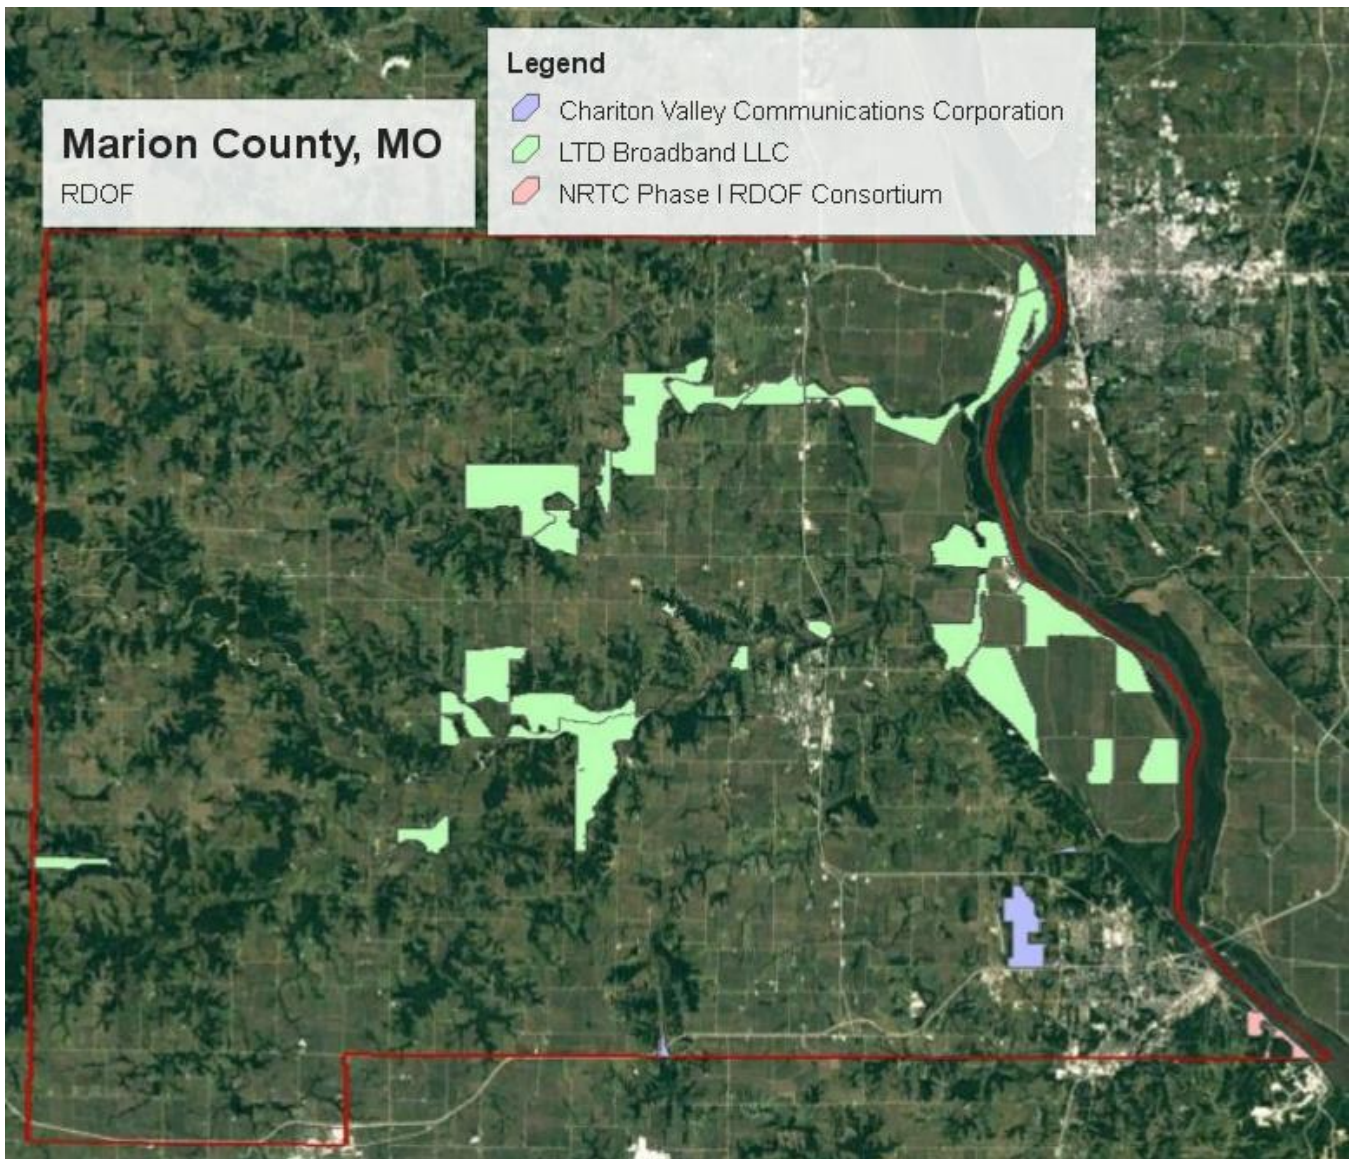 Marion County, MO
RDOF
Legend
Chariton Valley Communications Corporation
LTD Broadband LLC
NRTC Phase I RDOF Consortium